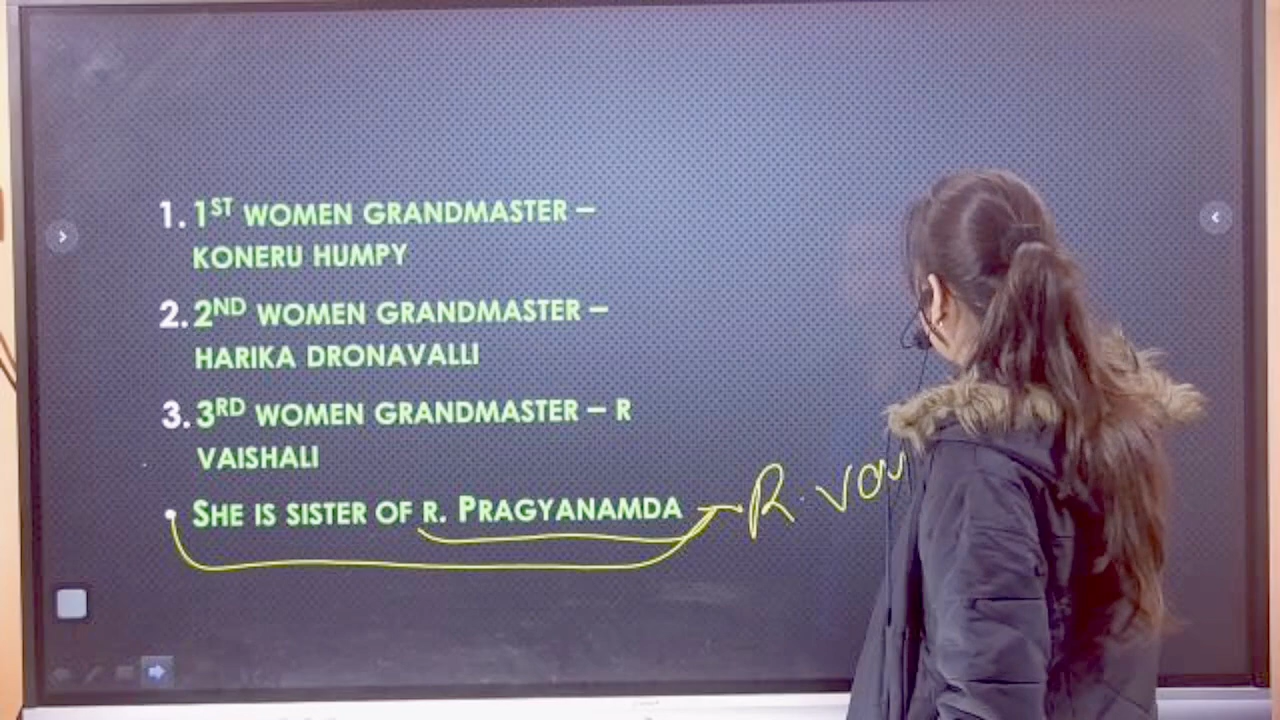 1. 1ST WOMEN GRANDMASTER –
KONERU HUMPY
2. 2ND WOMEN GRANDMASTER –
HARIKA DRONAVALLI
3. 3RD WOMEN GRANDMASTER – R
VAISHALI
• SHE IS SISTER OF R. PRAGYANAMDA
R.